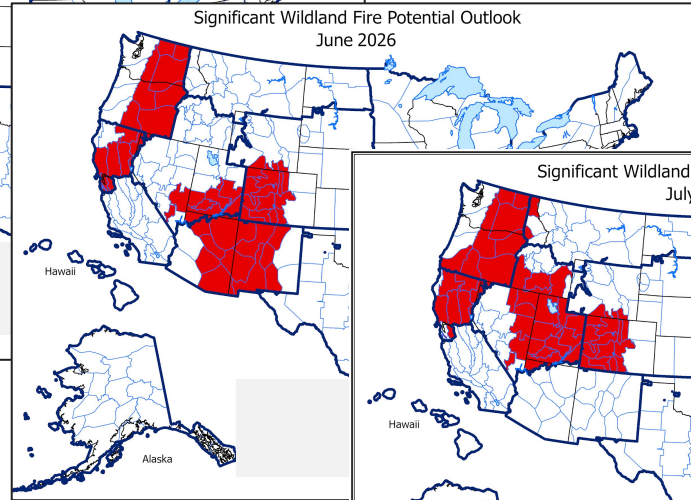 Significant Wildland Fire Potential Outlook
June 2026
Hawaii
Alaska
Significant Wildland
July
Hawaii